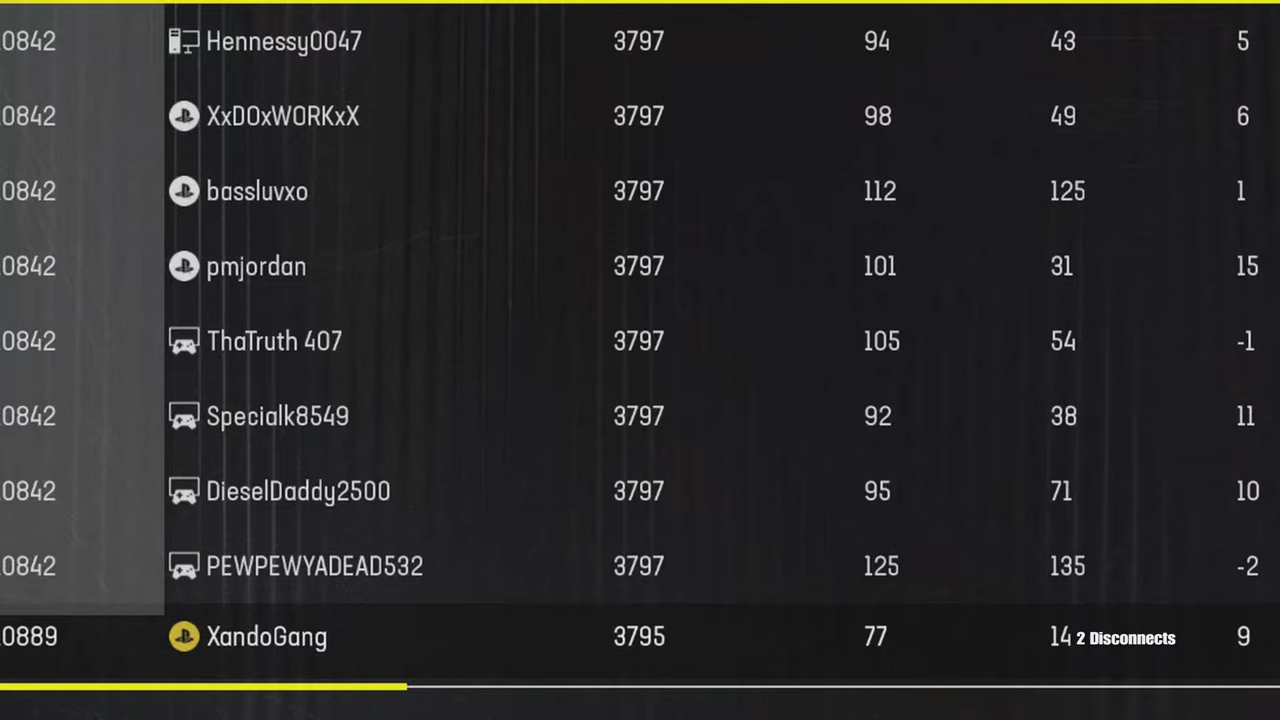 0842 Hennessy0047 3797 94 43 5
0842 XxDOxWORKxX 3797 98 49 6
0842 bassluvxo 3797 112 125 1
0842 pmjordan 3797 101 31 15
0842 ThaTruth 407 3797 105 54 -1
0842 Specialk8549 3797 92 38 11
0842 DieselDaddy2500 3797 95 71 10
0842 PEWPEWYADEAD532 3797 125 135 -2
0889 XandoGang 3795 77 14 2 Disconnects 9